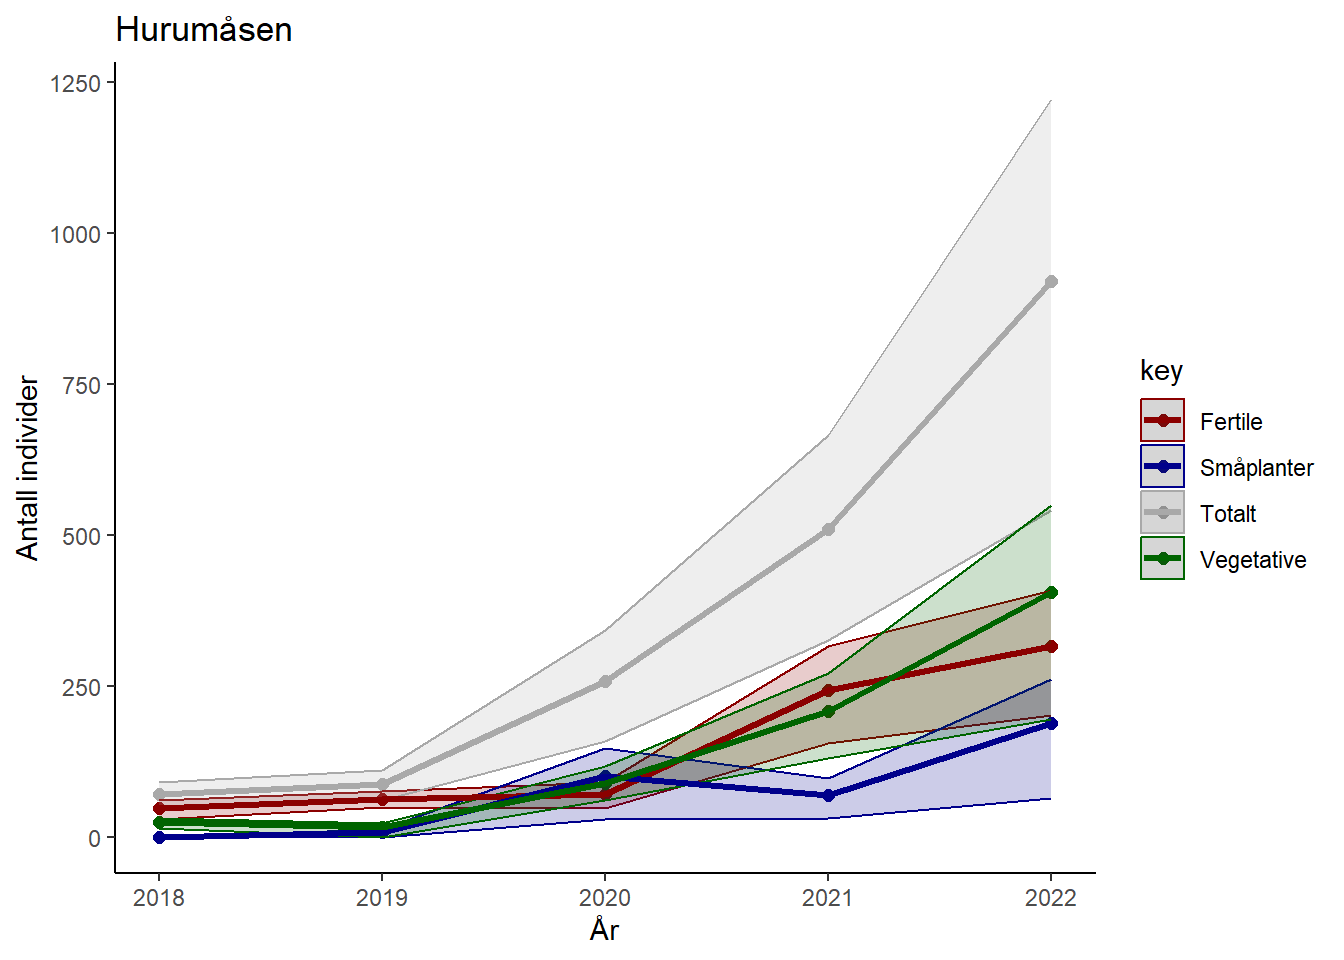 Hurumåsen
1250
1000
750
500
250
0
Antall individer
2018 2019 2020 2021 2022
År
key
Fertile
Småplanter
Totalt
Vegetative